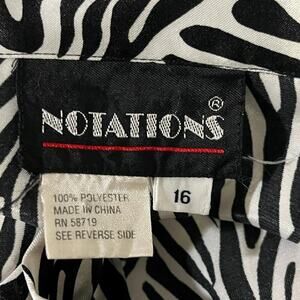 NOTATIONS®
100% POLYESTER
MADE IN CHINA
RN 58719
SEE REVERSE SIDE
16